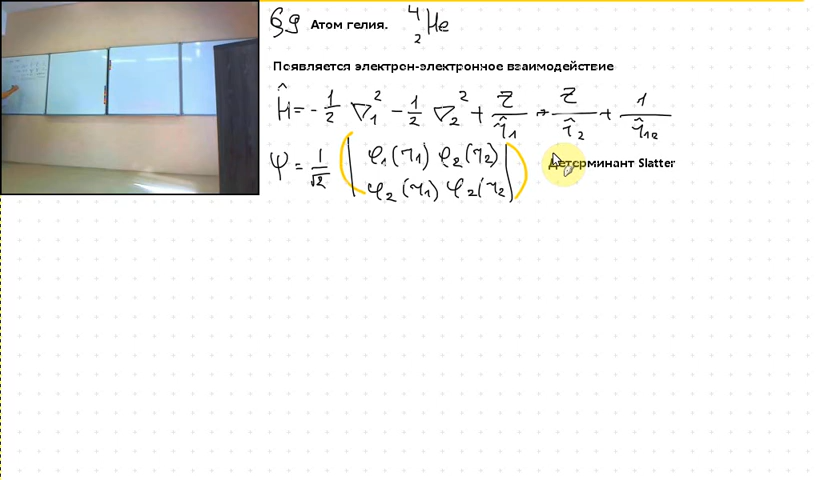 §9 Атом гелия. ⁴₂He
Появляется электрон-электронное взаимодействие
Ĥ = - 1/2 ∇₁² - 1/2 ∇₂² + Z/r̂₁ + Z/r̂₂ + 1/r̂₁₂
ψ = 1/√2 ( | φ₁(r₁) φ₂(r₂) | ) Детерминант Slatter
φ₂(r₁) φ₂(r₂)